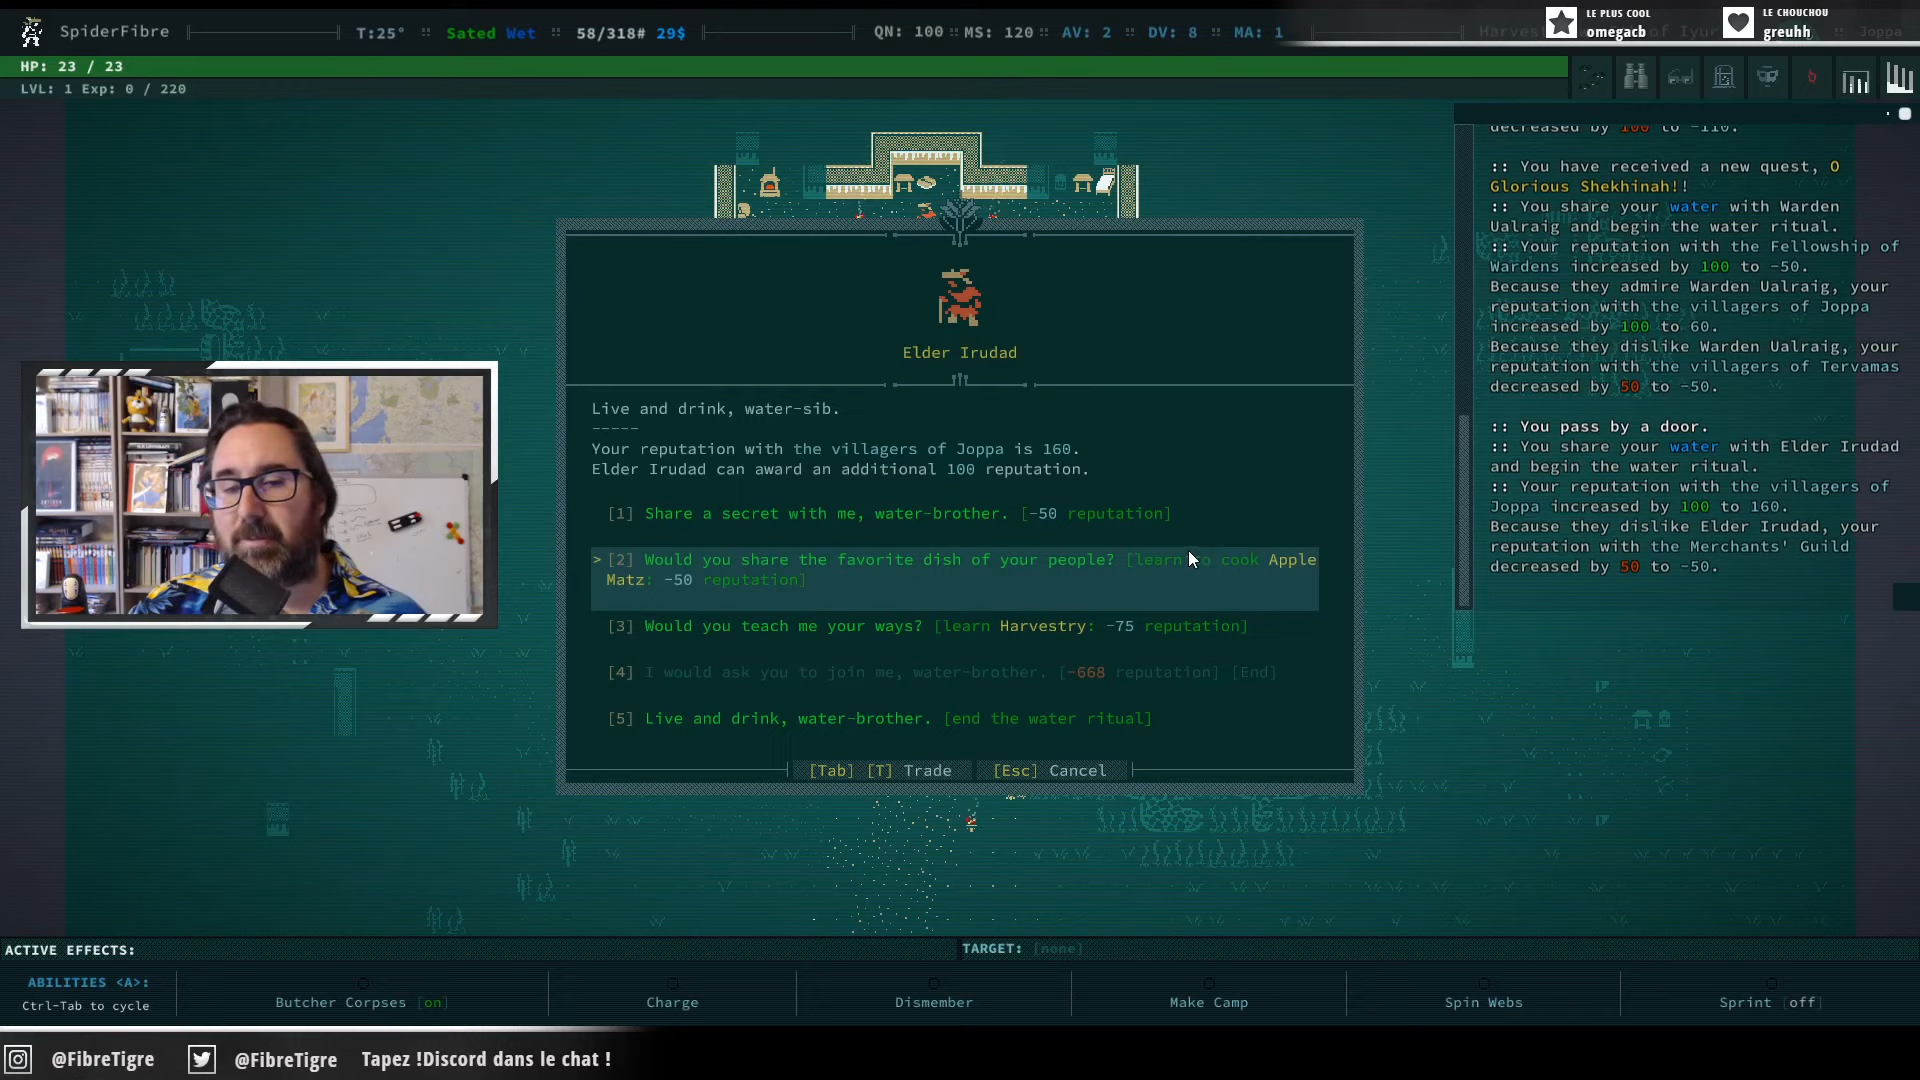 SpiderFibre
T:25° :: Sated Wet :: 58/318# 29$
QN: 100 :: MS: 120 :: AV: 2 :: DV: 8 :: MA: 1
LE PLUS COOL
omegacb
LE CHOUCHOU
greuhh
Joppa
HP: 23 / 23
LVL: 1 Exp: 0 / 220
decreased by 100 to -110.
:: You have received a new quest, O
Glorious Shekhinah!!
:: You share your water with Warden
Ualraig and begin the water ritual.
:: Your reputation with the Fellowship of
Wardens increased by 100 to -50.
Because they admire Warden Ualraig, your
reputation with the villagers of Joppa
increased by 100 to 60.
Because they dislike Warden Ualraig, your
reputation with the villagers of Tervamas
decreased by 50 to -50.
:: You pass by a door.
:: You share your water with Elder Irudad
and begin the water ritual.
:: Your reputation with the villagers of
Joppa increased by 100 to 160.
Because they dislike Elder Irudad, your
reputation with the Merchants' Guild
decreased by 50 to -50.
Elder Irudad
Live and drink, water-sib.
-----
Your reputation with the villagers of Joppa is 160.
Elder Irudad can award an additional 100 reputation.
[1] Share a secret with me, water-brother. [-50 reputation]
> [2] Would you share the favorite dish of your people? [learn to cook Apple
Matz: -50 reputation]
[3] Would you teach me your ways? [learn Harvestry: -75 reputation]
[4] I would ask you to join me, water-brother. [-668 reputation] [End]
[5] Live and drink, water-brother. [end the water ritual]
[Tab] [T] Trade [Esc] Cancel
ACTIVE EFFECTS:
TARGET: [none]
ABILITIES <A>:
Ctrl-Tab to cycle
Butcher Corpses [on]
Charge
Dismember
Make Camp
Spin Webs
Sprint [off]
@FibreTigre
@FibreTigre
Tapez !Discord dans le chat !